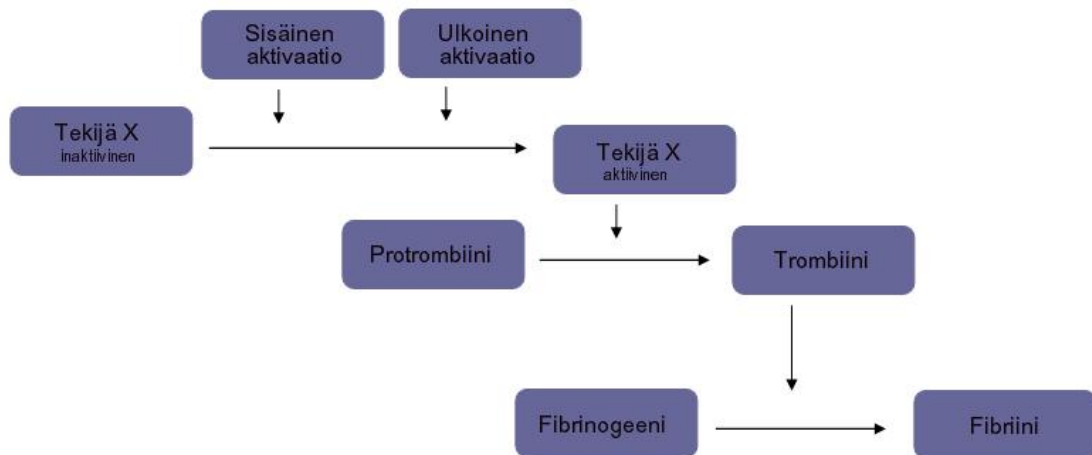 Sisäinen
aktivaatio
Ulkoinen
aktivaatio
Tekijä X
inaktiivinen
Tekijä X
aktiivinen
Protrombiini
Trombiini
Fibrinogeeni
Fibriini